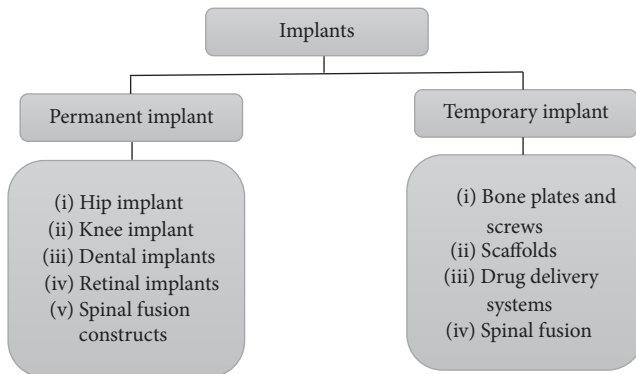 Implants
Permanent implant
(i) Hip implant
(ii) Knee implant
(iii) Dental implants
(iv) Retinal implants
(v) Spinal fusion
constructs
Temporary implant
(i) Bone plates and
screws
(ii) Scaffolds
(iii) Drug delivery
systems
(iv) Spinal fusion